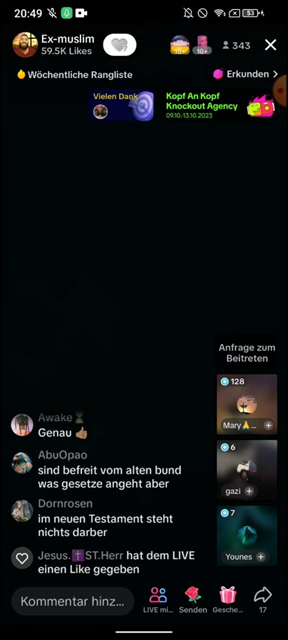 20:49
Ex-muslim
59.5K Likes
10+
10+
343
Wöchentliche Rangliste
Erkunden
Vielen Dank
Kopf An Kopf
Knockout Agency
09.10.-13.10.2023
Anfrage zum
Beitreten
128
Mary🙏...
6
gazi
7
Younes
Awake⌛
Genau 👍🏽
AbuOpao
sind befreit vom alten bund
was gesetze angeht aber
Dornrosen
im neuen Testament steht
nichts darber
Jesus.✝️ST.Herr hat dem LIVE
einen Like gegeben
Kommentar hinz...
LIVE mi...
Senden
Gesche...
17